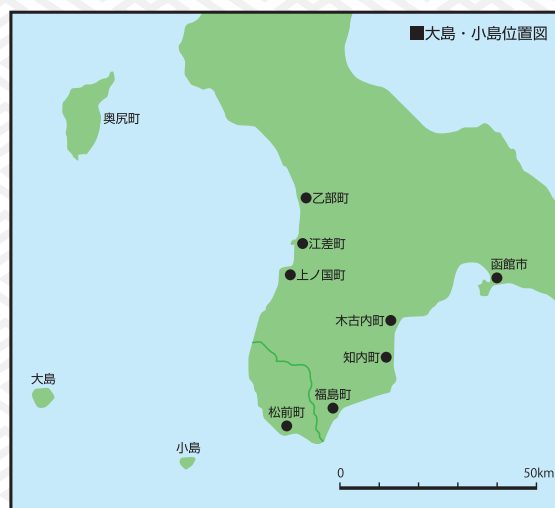 ■大島・小島位置図
奥尻町
乙部町
江差町
上ノ国町
函館市
木古内町
知内町
大島
福島町
松前町
小島
0 50km